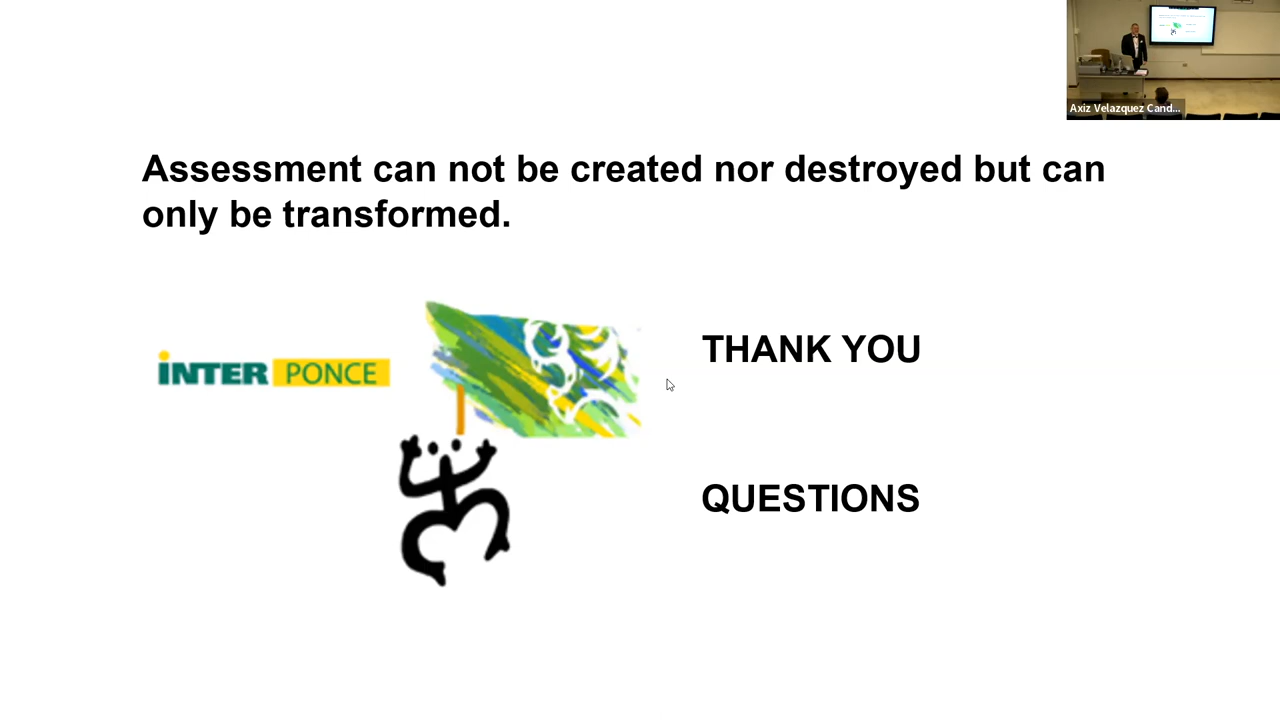 Axiz Velazquez Cand...
Assessment can not be created nor destroyed but can
only be transformed.
INTER PONCE
THANK YOU
QUESTIONS